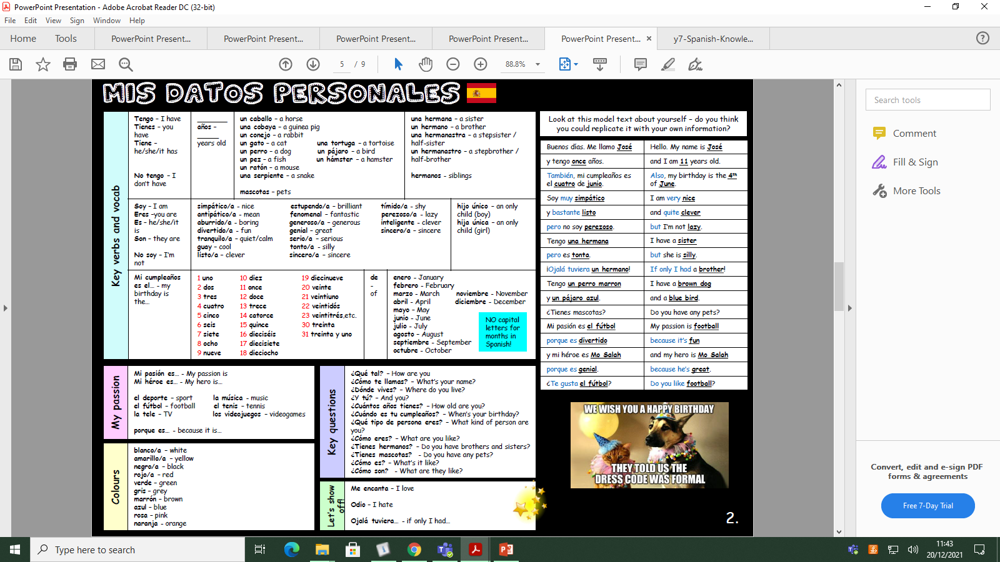 PowerPoint Presentation - Adobe Acrobat Reader DC (32-bit)
File Edit View Sign Window Help
Home Tools PowerPoint Present... PowerPoint Present... PowerPoint Present... PowerPoint Present... PowerPoint Present... × y7-Spanish-Knowle...
5 / 9 88.8%
MIS DATOS PERSONALES
Key verbs and vocab
Tengo – I have
Tienes – you
have
Tiene –
he/she/it has
No tengo – I
don't have
años –
years old
un caballo – a horse
una cobaya – a guinea pig
un conejo – a rabbit
un gato – a cat
un perro – a dog
un pez – a fish
un ratón – a mouse
una serpiente – a snake
mascotas – pets
una tortuga – a tortoise
un pájaro – a bird
un hámster – a hamster
una hermana – a sister
un hermano – a brother
una hermanastra – a stepsister /
half-sister
un hermanastro – a stepbrother /
half-brother
hermanos - siblings
Soy – I am
Eres –you are
Es – he/she/it
is
Son – they are
No soy – I'm
not
simpático/a – nice
antipático/a – mean
aburrido/a – boring
divertido/a – fun
tranquilo/a – quiet/calm
guay – cool
listo/a – clever
estupendo/a – brilliant
fenomenal – fantastic
generoso/a – generous
genial – great
serio/a – serious
tonto/a – silly
sincero/a – sincere
tímido/a – shy
perezoso/a – lazy
inteligente – clever
sincero/a – sincere
hijo único – an only
child (boy)
hija única – an only
child (girl)
Mi cumpleaños
es el... – my
birthday is
the...
1 uno
2 dos
3 tres
4 cuatro
5 cinco
6 seis
7 siete
8 ocho
9 nueve
10 diez
11 once
12 doce
13 trece
14 catorce
15 quince
16 dieciséis
17 diecisiete
18 dieciocho
19 diecinueve
20 veinte
21 veintiuno
22 veintidós
23 veintitrés,etc.
30 treinta
31 treinta y uno
de
–
of
enero - January
febrero – February
marzo - March
abril - April
mayo - May
junio - June
julio - July
agosto - August
septiembre - September
octubre - October
noviembre - November
diciembre - December
NO capital
letters for
months in
Spanish!
My passion
Mi pasión es... - My passion is
Mi héroe es... - My hero is...
el deporte – sport
el fútbol – football
la tele – TV
la música – music
el tenis – tennis
los videojuegos – videogames
porque es... - because it is...
Colours
blanco/a – white
amarillo/a – yellow
negro/a – black
rojo/a – red
verde – green
gris – grey
marrón – brown
azul – blue
rosa – pink
naranja – orange
Key questions
¿Qué tal? – How are you
¿Cómo te llamas? – What's your name?
¿Dónde vives? – Where do you live?
¿Y tú? – And you?
¿Cuántos años tienes? – How old are you?
¿Cuándo es tu cumpleaños? – When's your birthday?
¿Qué tipo de persona eres? – What kind of person are
you?
¿Cómo eres? – What are you like?
¿Tienes hermanos? – Do you have brothers and sisters?
¿Tienes mascotas? – Do you have any pets?
¿Cómo es? – What's it like?
¿Cómo son? – What are they like?
Let's show
off!
Me encanta – I love
Odio – I hate
Ojalá tuviera... - if only I had...
Look at this model text about yourself – do you think
you could replicate it with your own information?
Buenos días. Me llamo José Hello. My name is José
y tengo once años. and I am 11 years old.
También, mi cumpleaños es
el cuatro de junio.
Also, my birthday is the 4th
of June.
Soy muy simpático I am very nice
y bastante listo and quite clever
pero no soy perezoso. but I'm not lazy.
Tengo una hermana I have a sister
pero es tonta. but she is silly.
¡Ojalá tuviera un hermano! If only I had a brother!
Tengo un perro marron I have a brown dog
y un pájaro azul. and a blue bird.
¿Tienes mascotas? Do you have any pets?
Mi pasión es el fútbol My passion is football
porque es divertido because it's fun
y mi héroe es Mo Salah and my hero is Mo Salah
porque es genial. because he's great.
¿Te gusta el fútbol? Do you like football?
WE WISH YOU A HAPPY BIRTHDAY
THEY TOLD US THE
DRESS CODE WAS FORMAL
2.
Search tools
Comment
Fill & Sign
More Tools
Convert, edit and e-sign PDF
forms & agreements
Free 7-Day Trial
Type here to search
11:43
20/12/2021